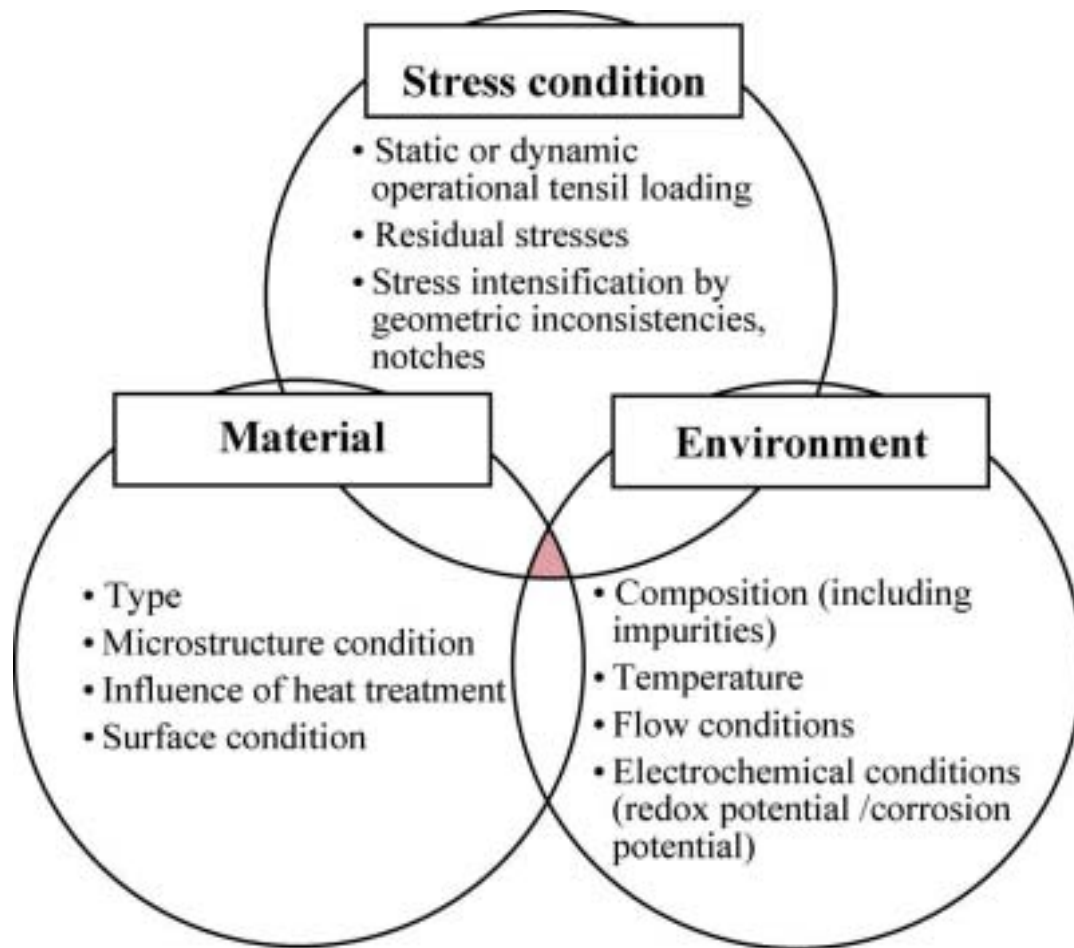 Stress condition
• Static or dynamic
operational tensil loading
• Residual stresses
• Stress intensification by
geometric inconsistencies,
notches
Material
• Type
• Microstructure condition
• Influence of heat treatment
• Surface condition
Environment
• Composition (including
impurities)
• Temperature
• Flow conditions
• Electrochemical conditions
(redox potential /corrosion
potential)